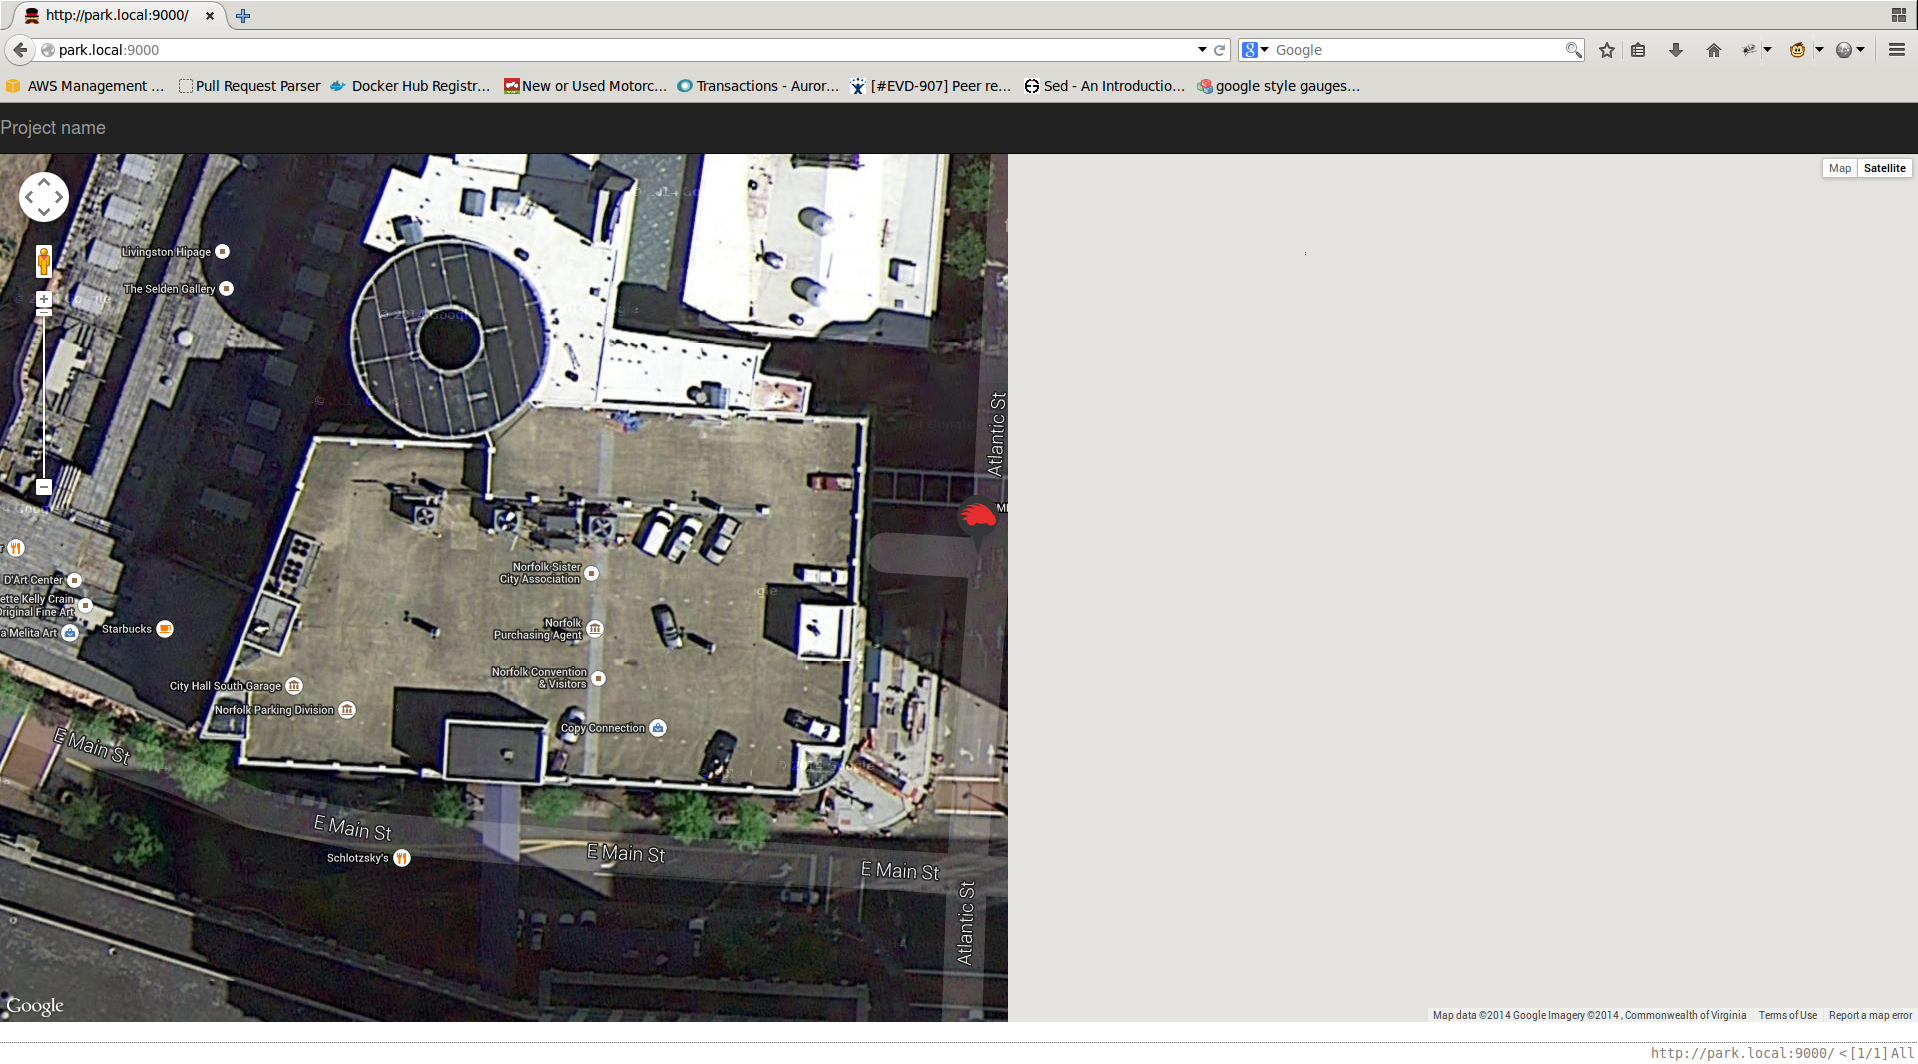 http://park.local:9000/
park.local:9000
Google
AWS Management ...
Pull Request Parser
Docker Hub Registr...
New or Used Motorc...
Transactions - Auror...
[#EVD-907] Peer re...
Sed - An Introductio...
google style gauges...
Project name
Map
Satellite
Livingston Hipage
The Selden Gallery
Atlantic St
Norfolk Sister
City Association
D'Art Center
ette Kelly Crain
Original Fine Art
a Melita Art
Starbucks
Norfolk
Purchasing Agent
Norfolk Convention
& Visitors
City Hall South Garage
Norfolk Parking Division
Copy Connection
E Main St
E Main St
Schlotzsky's
E Main St
E Main St
Atlantic St
Google
Map data ©2014 Google Imagery ©2014 , Commonwealth of Virginia
Terms of Use
Report a map error
http://park.local:9000/ < [1/1] All